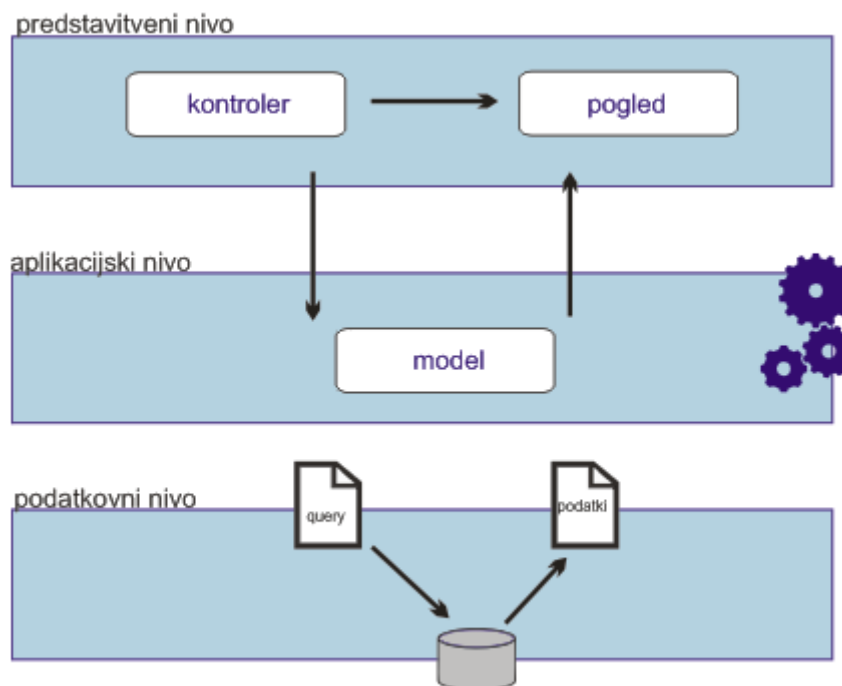 predstavitveni nivo
kontroler
pogled
aplikacijski nivo
model
podatkovni nivo
query
podatki